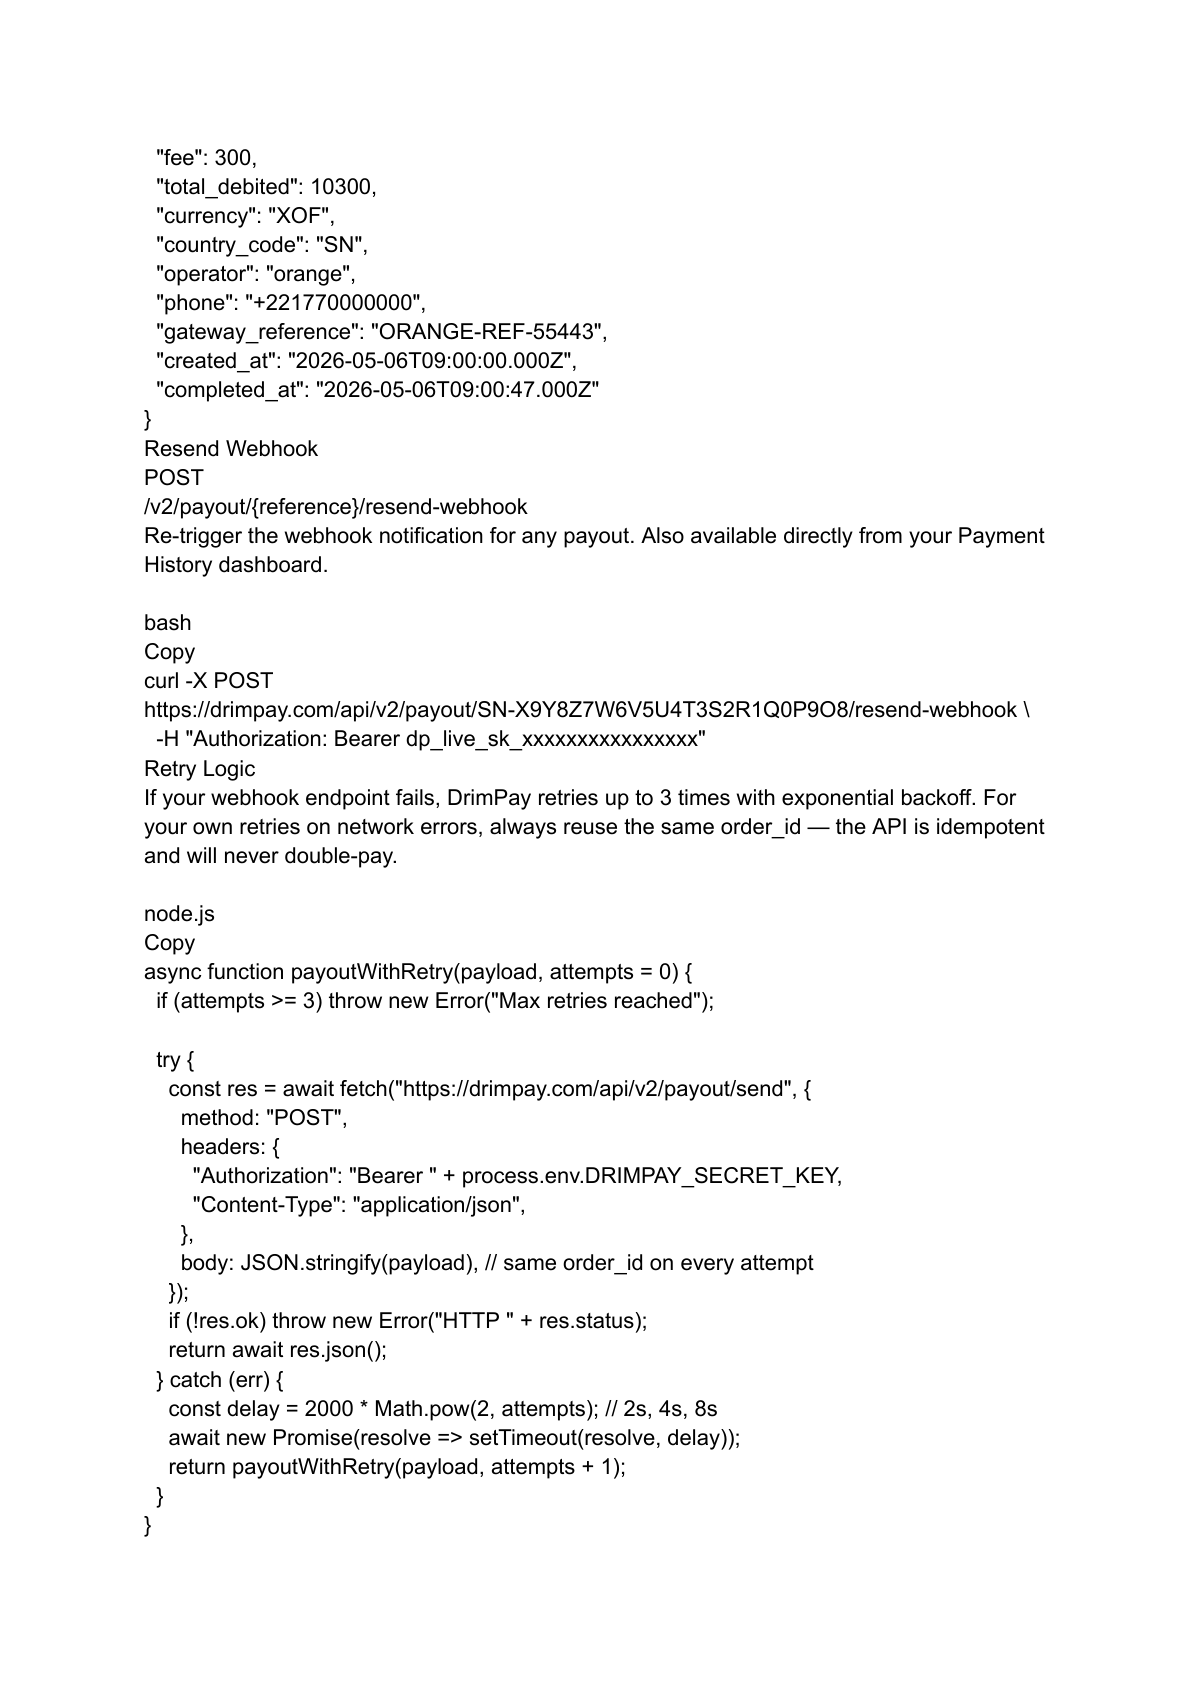 "fee": 300,
"total_debited": 10300,
"currency": "XOF",
"country_code": "SN",
"operator": "orange",
"phone": "+221770000000",
"gateway_reference": "ORANGE-REF-55443",
"created_at": "2026-05-06T09:00:00.000Z",
"completed_at": "2026-05-06T09:00:47.000Z"
}
Resend Webhook
POST
/v2/payout/{reference}/resend-webhook
Re-trigger the webhook notification for any payout. Also available directly from your Payment
History dashboard.
bash
Copy
curl -X POST
https://drimpay.com/api/v2/payout/SN-X9Y8Z7W6V5U4T3S2R1Q0P9O8/resend-webhook \
-H "Authorization: Bearer dp_live_sk_xxxxxxxxxxxxxxxx"
Retry Logic
If your webhook endpoint fails, DrimPay retries up to 3 times with exponential backoff. For
your own retries on network errors, always reuse the same order_id — the API is idempotent
and will never double-pay.
node.js
Copy
async function payoutWithRetry(payload, attempts = 0) {
if (attempts >= 3) throw new Error("Max retries reached");
try {
const res = await fetch("https://drimpay.com/api/v2/payout/send", {
method: "POST",
headers: {
"Authorization": "Bearer " + process.env.DRIMPAY_SECRET_KEY,
"Content-Type": "application/json",
},
body: JSON.stringify(payload), // same order_id on every attempt
});
if (!res.ok) throw new Error("HTTP " + res.status);
return await res.json();
} catch (err) {
const delay = 2000 * Math.pow(2, attempts); // 2s, 4s, 8s
await new Promise(resolve => setTimeout(resolve, delay));
return payoutWithRetry(payload, attempts + 1);
}
}